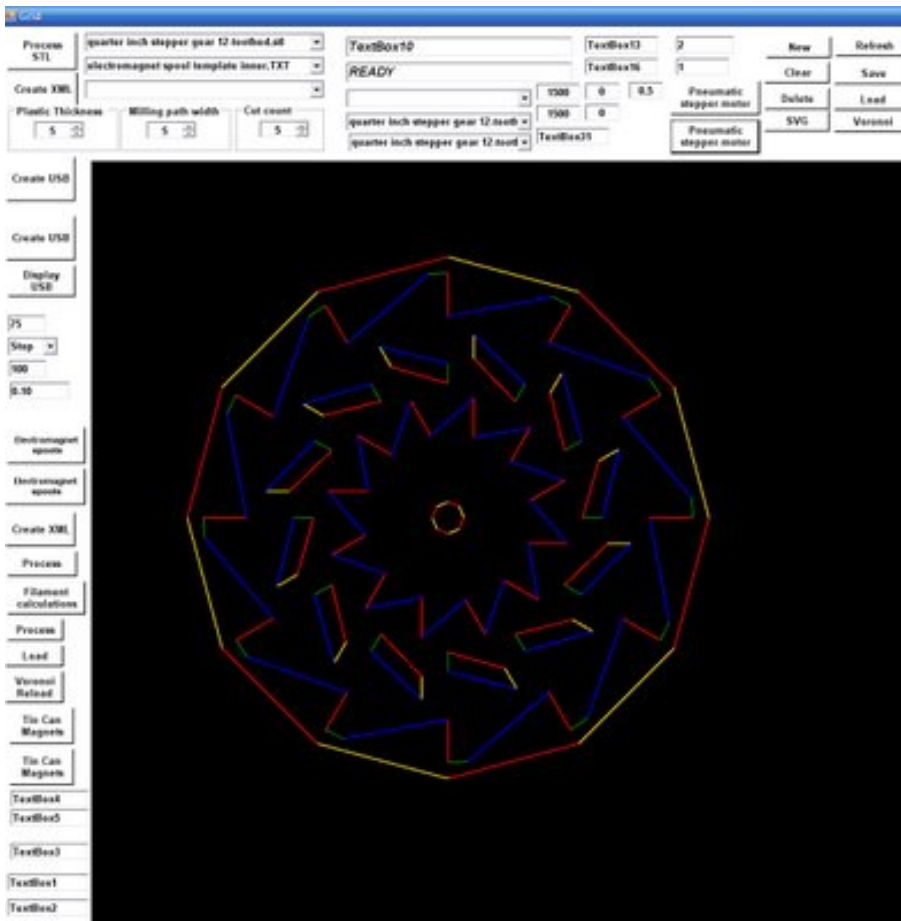 Grid
Process STL
quarter inch stepper gear 12 toothed.stl
electromagnet spool template inner.TXT
Create XML
Plastic Thickness
5
Milling path width
5
Cut count
5
TextBox10
READY
quarter inch stepper gear 12 tooth
quarter inch stepper gear 12 tootl
TextBox13
TextBox16
1500
0
0.5
1500
0
TextBox31
2
1
Pneumatic
stepper motor
Pneumatic
stepper motor
New
Refresh
Clear
Save
Delete
Load
SVG
Voronoi
Create USB
Create USB
Display
USB
75
Step
100
0.10
Electromagnet
spools
Electromagnet
spools
Create XML
Process
Filament
calculations
Process
Load
Voronoi
Reload
Tin Can
Magnets
Tin Can
Magnets
TextBox4
TextBox5
TextBox3
TextBox1
TextBox2